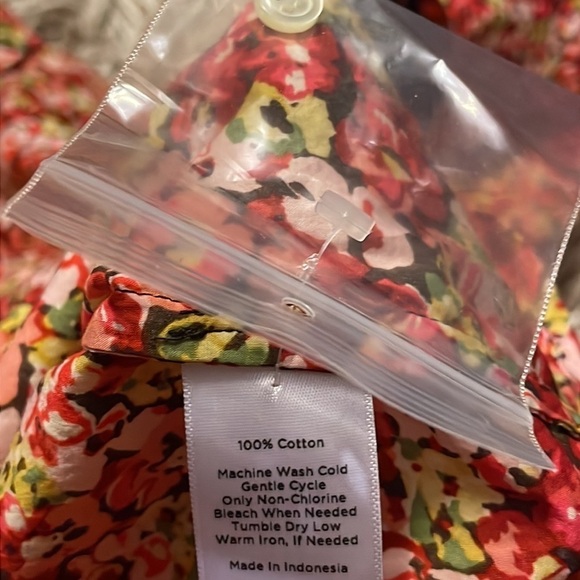 100% Cotton
Machine Wash Cold
Gentle Cycle
Only Non-Chlorine
Bleach When Needed
Tumble Dry Low
Warm Iron, If Needed
Made In Indonesia